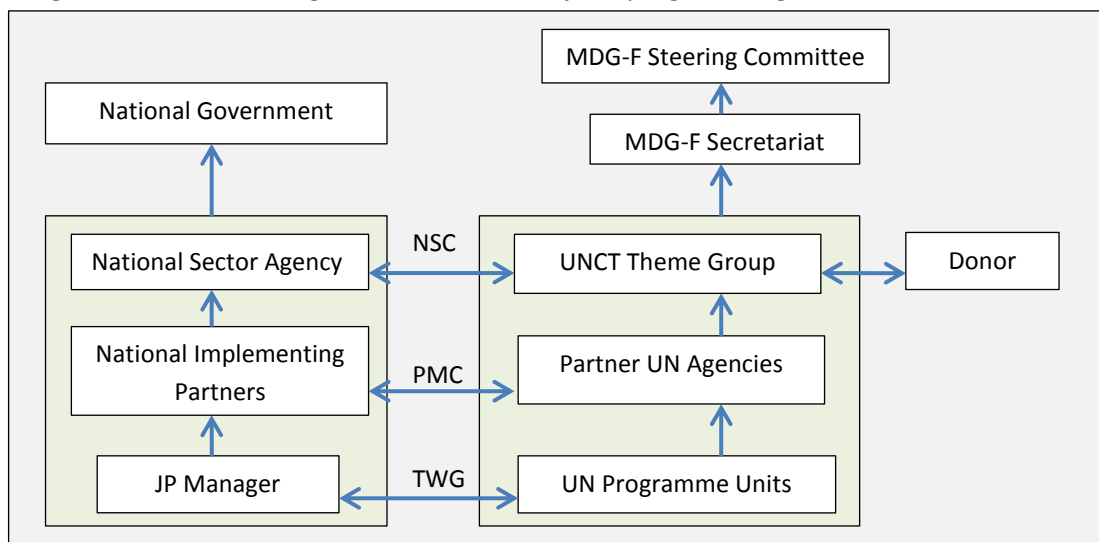 MDG-F Steering Committee
National Government
MDG-F Secretariat
NSC
National Sector Agency
UNCT Theme Group
Donor
National Implementing
Partners
PMC
Partner UN Agencies
JP Manager
TWG
UN Programme Units